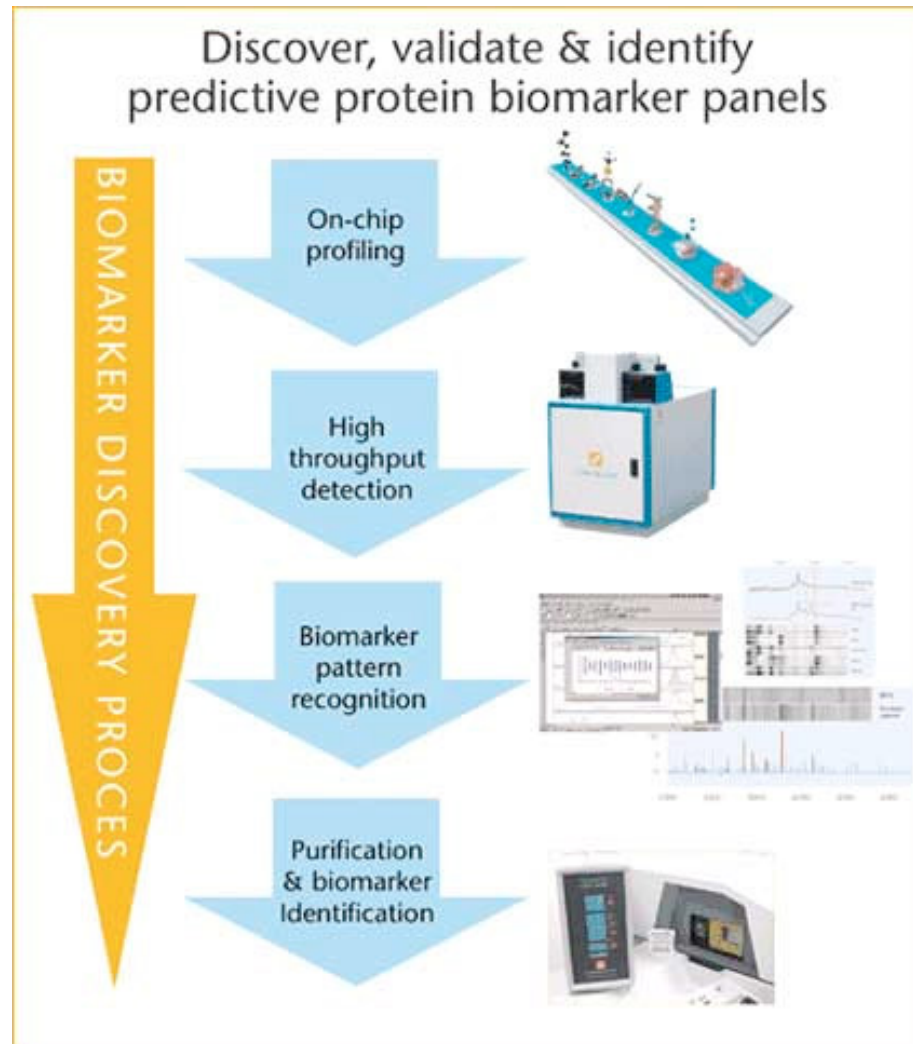 Discover, validate & identify
predictive protein biomarker panels
BIOMARKER DISCOVERY PROCES
On-chip
profiling
High
throughput
detection
Biomarker
pattern
recognition
Purification
& biomarker
Identification